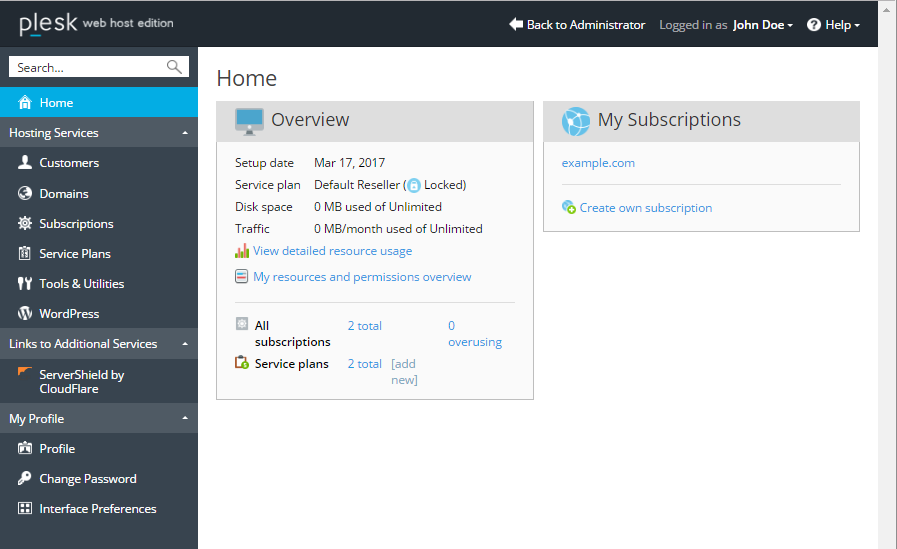 plesk web host edition
Back to Administrator Logged in as John Doe Help
Search...
Home
Hosting Services
Customers
Domains
Subscriptions
Service Plans
Tools & Utilities
WordPress
Links to Additional Services
ServerShield by
CloudFlare
My Profile
Profile
Change Password
Interface Preferences
Home
Overview
Setup date Mar 17, 2017
Service plan Default Reseller ( Locked)
Disk space 0 MB used of Unlimited
Traffic 0 MB/month used of Unlimited
View detailed resource usage
My resources and permissions overview
All 2 total 0
subscriptions overusing
Service plans 2 total [add
new]
My Subscriptions
example.com
Create own subscription